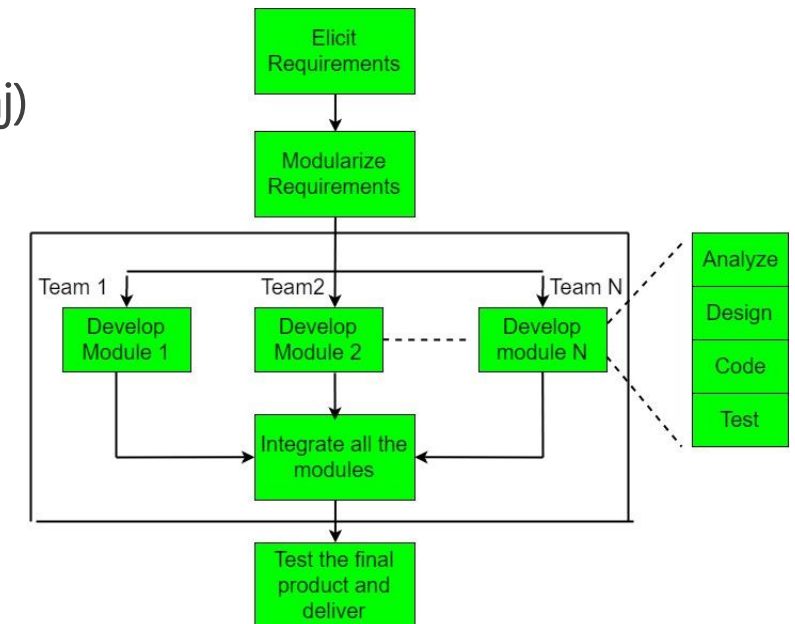 j)
Elicit
Requirements
Modularize
Requirements
Team 1
Team2
Team N
Develop
Module 1
Develop
Module 2
Develop
module N
Analyze
Design
Code
Test
Integrate all the
modules
Test the final
product and
deliver